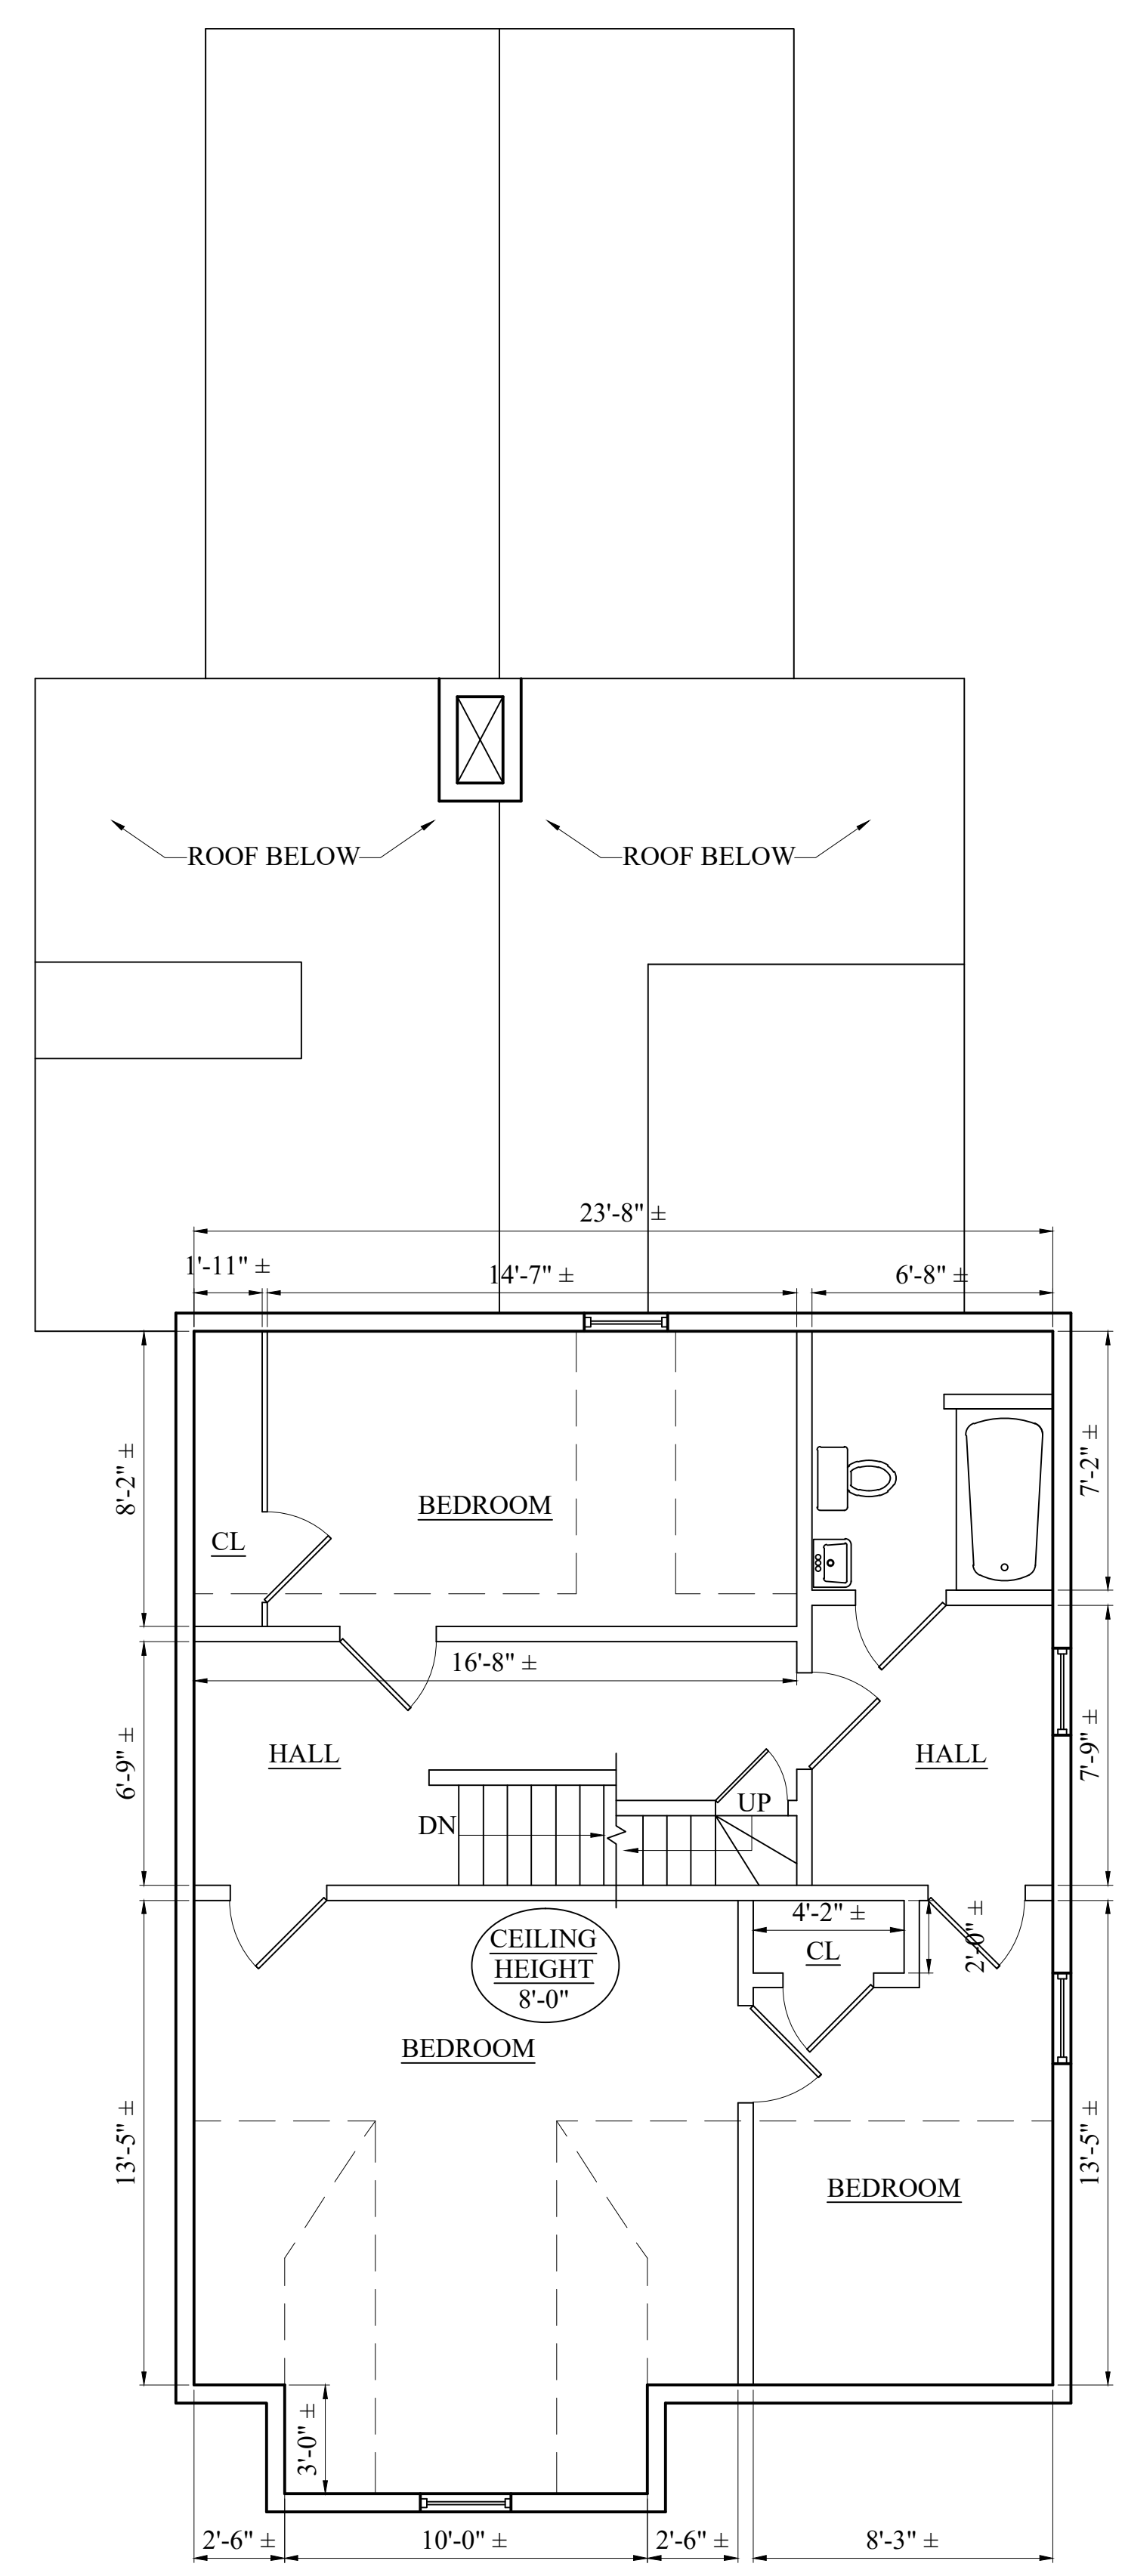 ROOF BELOW
ROOF BELOW
23'-8" ±
1'-11" ±
14'-7" ±
6'-8" ±
8'-2" ±
7'-2" ±
BEDROOM
CL
16'-8" ±
6'-9" ±
HALL
HALL
7'-9" ±
UP
DN
4'-2" ±
CL
2'-0" ±
CEILING
HEIGHT
8'-0"
BEDROOM
13'-5" ±
13'-5" ±
BEDROOM
3'-0" ±
2'-6" ±
10'-0" ±
2'-6" ±
8'-3" ±